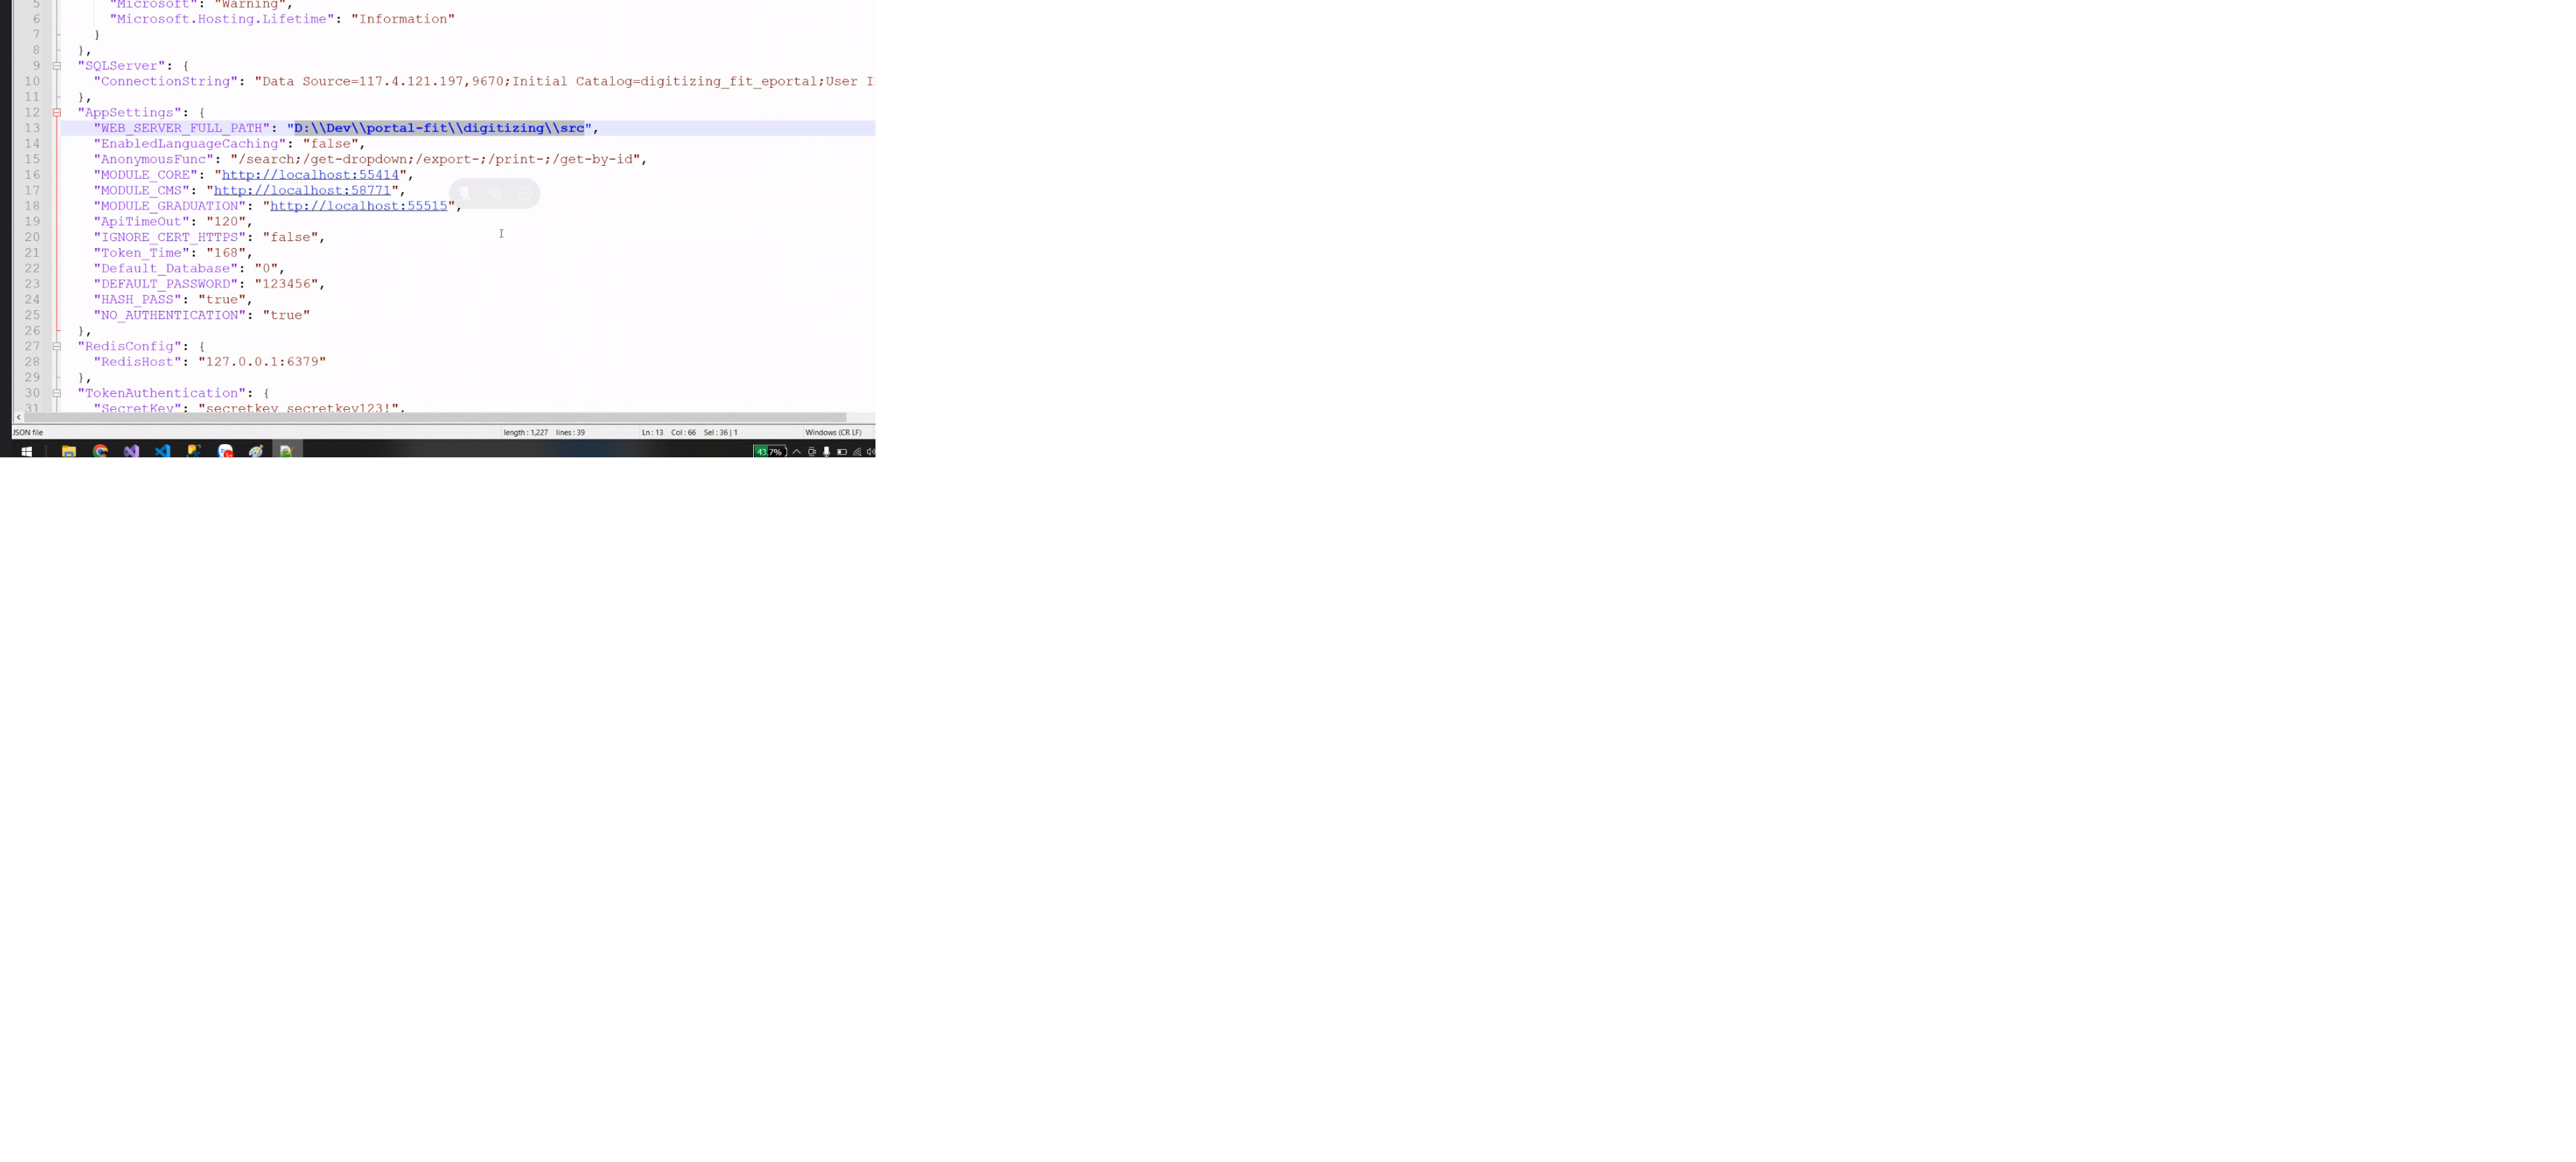 5 "Microsoft": "Warning",
6 "Microsoft.Hosting.Lifetime": "Information"
7 }
8 },
9 "SQLServer": {
10 "ConnectionString": "Data Source=117.4.121.197,9670;Initial Catalog=digitizing_fit_eportal;User I
11 },
12 "AppSettings": {
13 "WEB_SERVER_FULL_PATH": "D:\\Dev\\portal-fit\\digitizing\\src",
14 "EnabledLanguageCaching": "false",
15 "AnonymousFunc": "/search;/get-dropdown;/export-;/print-;/get-by-id",
16 "MODULE_CORE": "http://localhost:55414",
17 "MODULE_CMS": "http://localhost:58771",
18 "MODULE_GRADUATION": "http://localhost:55515",
19 "ApiTimeOut": "120",
20 "IGNORE_CERT_HTTPS": "false",
21 "Token_Time": "168",
22 "Default_Database": "0",
23 "DEFAULT_PASSWORD": "123456",
24 "HASH_PASS": "true",
25 "NO_AUTHENTICATION": "true"
26 },
27 "RedisConfig": {
28 "RedisHost": "127.0.0.1:6379"
29 },
30 "TokenAuthentication": {
31 "SecretKey": "secretkey_secretkey123!",
JSON file length : 1,227 lines : 39 Ln : 13 Col : 66 Sel : 36 | 1 Windows (CR LF)
43.7%